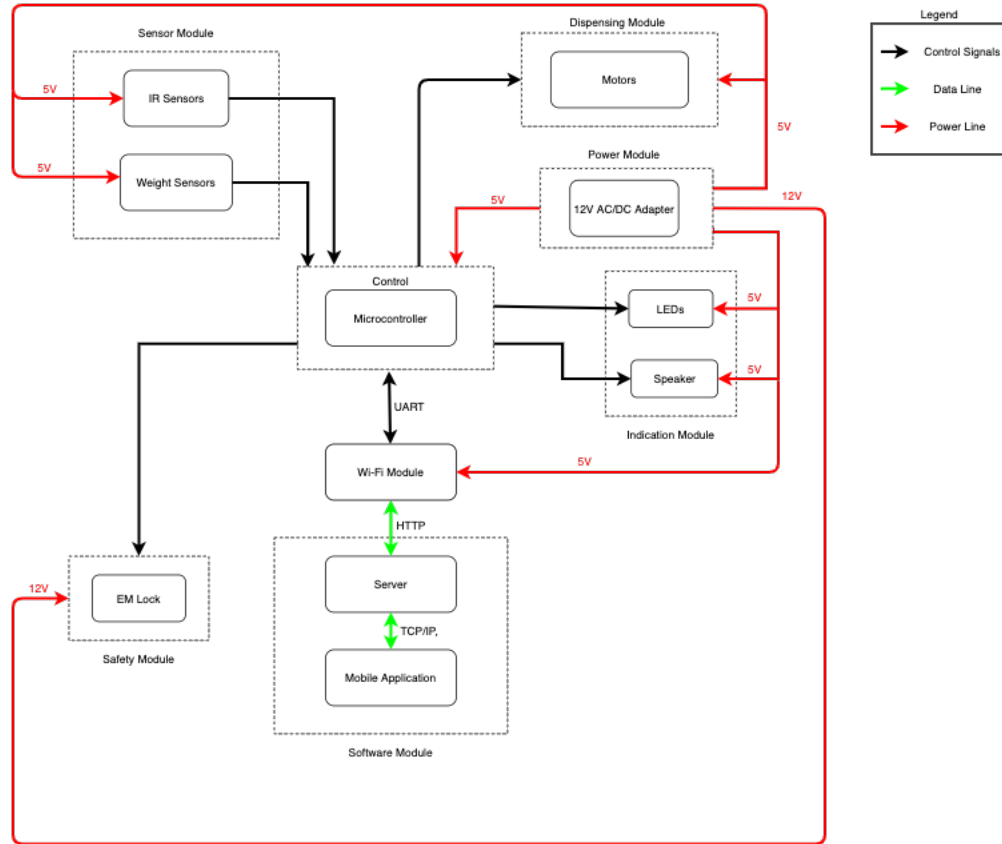 Legend
Control Signals
Data Line
Power Line
Sensor Module
IR Sensors
Weight Sensors
5V
5V
Dispensing Module
Motors
5V
Power Module
12V AC/DC Adapter
5V
12V
Control
Microcontroller
LEDs
5V
Speaker
5V
Indication Module
UART
Wi-Fi Module
5V
HTTP
Server
TCP/IP,
Mobile Application
Software Module
12V
EM Lock
Safety Module